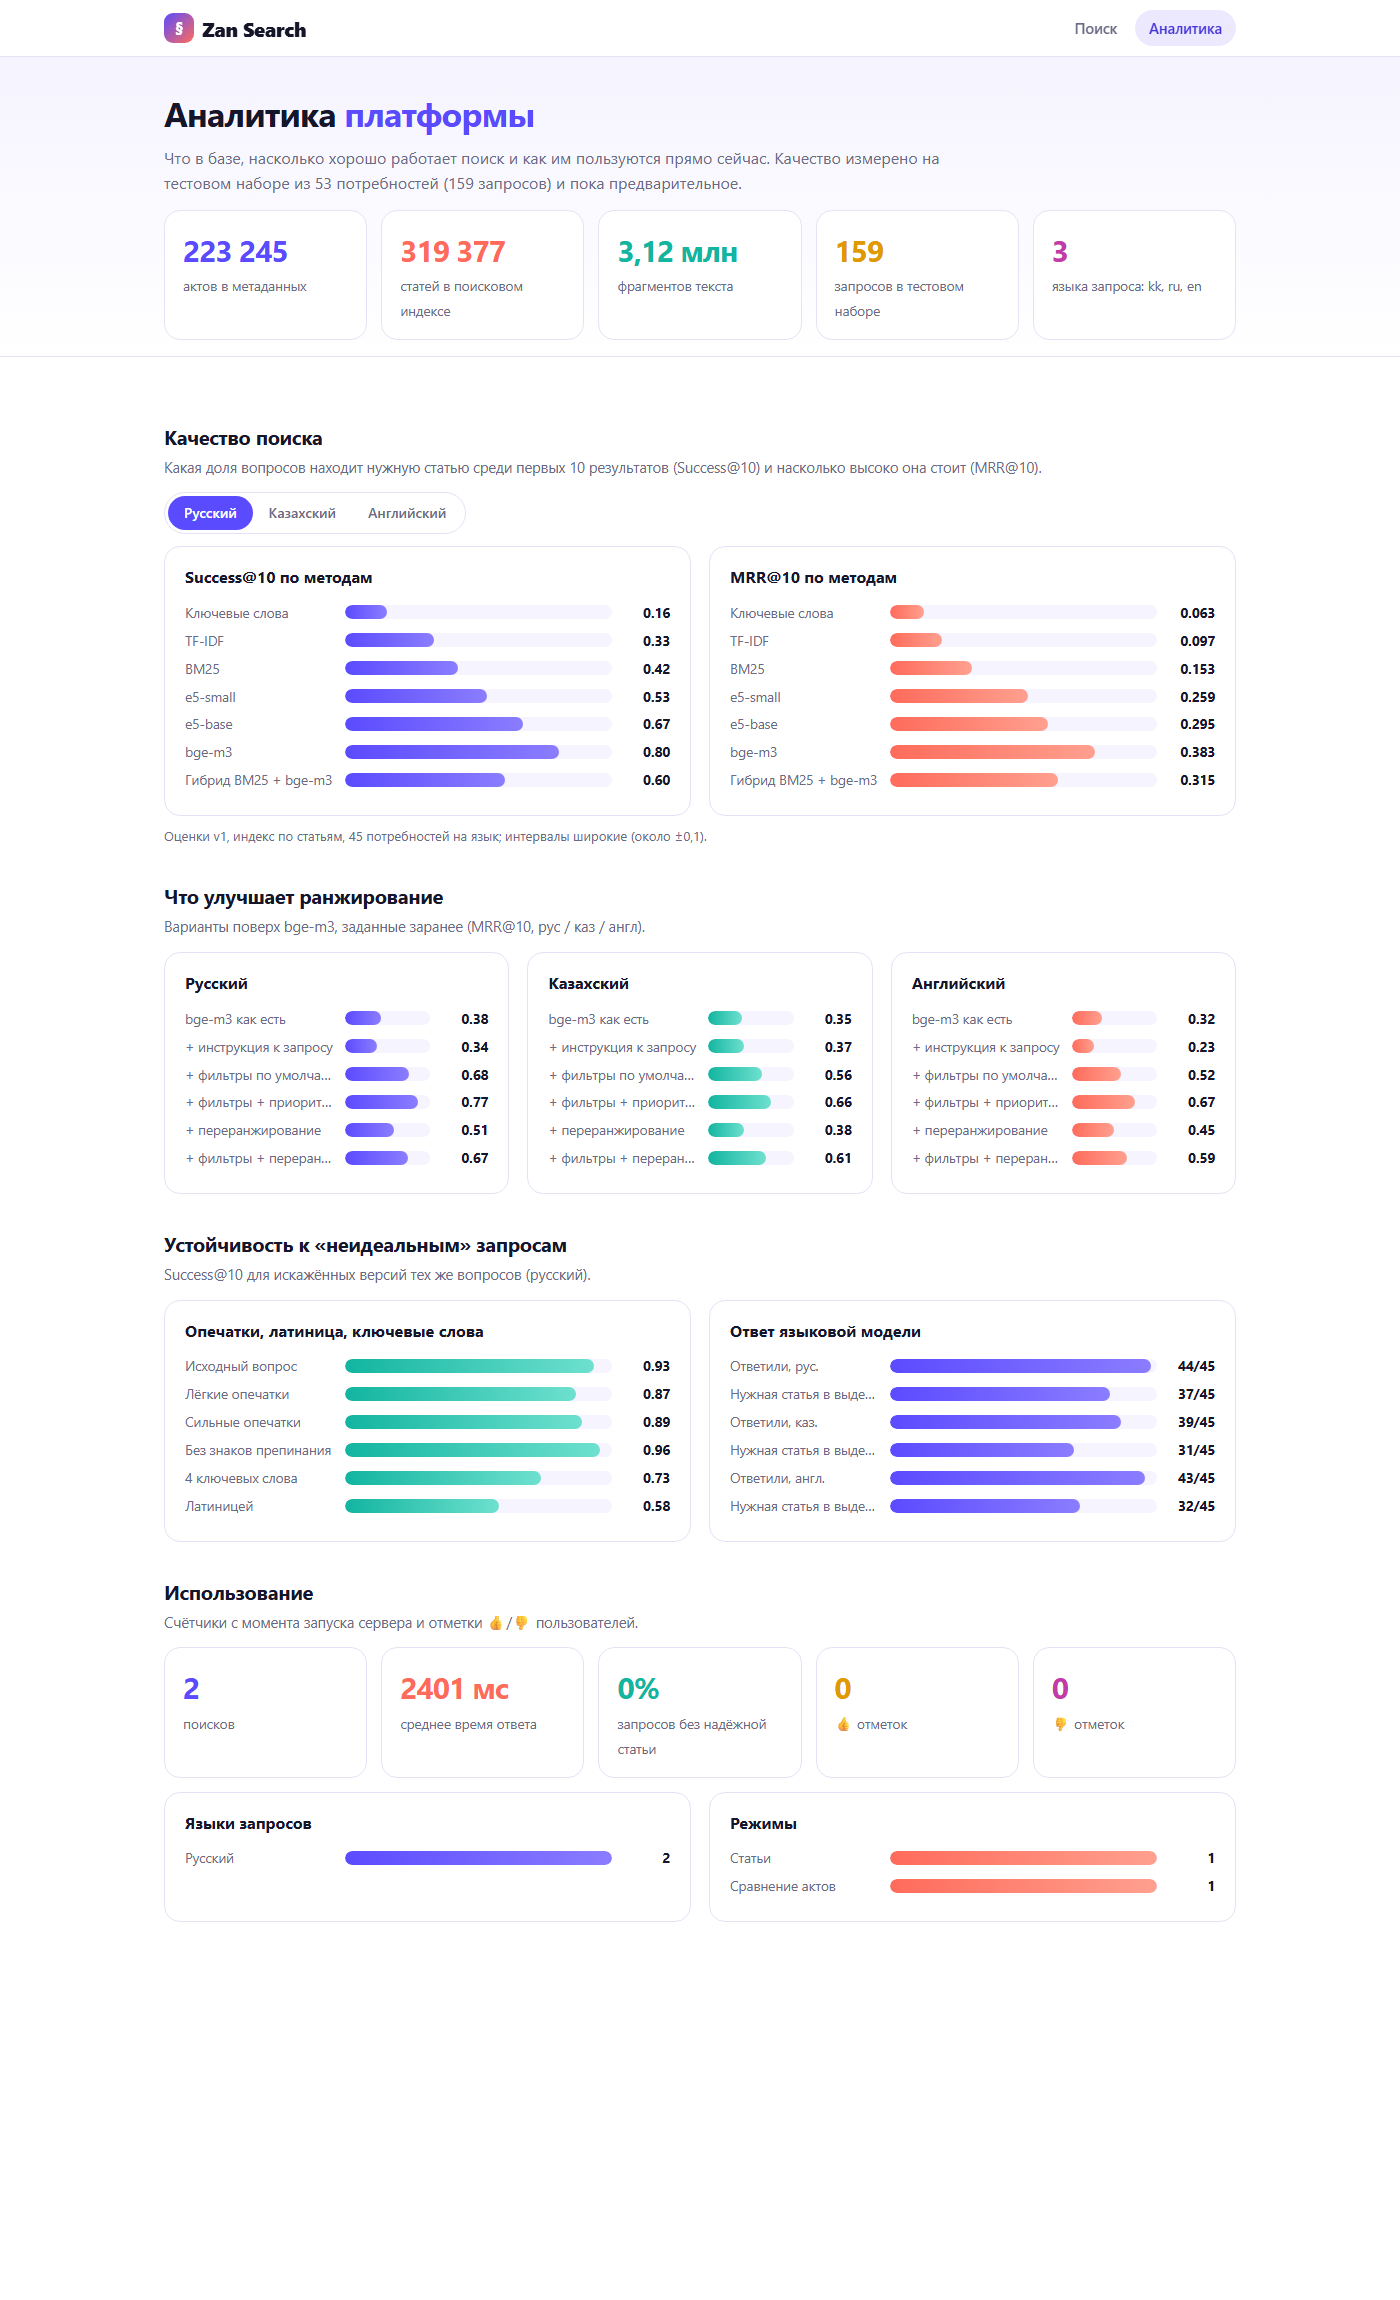 § Zan Search
Поиск
Аналитика
Аналитика платформы
Что в базе, насколько хорошо работает поиск и как им пользуются прямо сейчас. Качество измерено на
тестовом наборе из 53 потребностей (159 запросов) и пока предварительное.
223 245
актов в метаданных
319 377
статей в поисковом
индексе
3,12 млн
фрагментов текста
159
запросов в тестовом
наборе
3
языка запроса: kk, ru, en
Качество поиска
Какая доля вопросов находит нужную статью среди первых 10 результатов (Success@10) и насколько высоко она стоит (MRR@10).
Русский
Казахский
Английский
Success@10 по методам
Ключевые слова 0.16
TF-IDF 0.33
BM25 0.42
e5-small 0.53
e5-base 0.67
bge-m3 0.80
Гибрид BM25 + bge-m3 0.60
MRR@10 по методам
Ключевые слова 0.063
TF-IDF 0.097
BM25 0.153
e5-small 0.259
e5-base 0.295
bge-m3 0.383
Гибрид BM25 + bge-m3 0.315
Оценки v1, индекс по статьям, 45 потребностей на язык; интервалы широкие (около ±0,1).
Что улучшает ранжирование
Варианты поверх bge-m3, заданные заранее (MRR@10, рус / каз / англ).
Русский
bge-m3 как есть 0.38
+ инструкция к запросу 0.34
+ фильтры по умолча... 0.68
+ фильтры + приорит... 0.77
+ переранжирование 0.51
+ фильтры + переран... 0.67
Казахский
bge-m3 как есть 0.35
+ инструкция к запросу 0.37
+ фильтры по умолча... 0.56
+ фильтры + приорит... 0.66
+ переранжирование 0.38
+ фильтры + переран... 0.61
Английский
bge-m3 как есть 0.32
+ инструкция к запросу 0.23
+ фильтры по умолча... 0.52
+ фильтры + приорит... 0.67
+ переранжирование 0.45
+ фильтры + переран... 0.59
Устойчивость к «неидеальным» запросам
Success@10 для искажённых версий тех же вопросов (русский).
Опечатки, латиница, ключевые слова
Исходный вопрос 0.93
Лёгкие опечатки 0.87
Сильные опечатки 0.89
Без знаков препинания 0.96
4 ключевых слова 0.73
Латиницей 0.58
Ответ языковой модели
Ответили, рус. 44/45
Нужная статья в выде... 37/45
Ответили, каз. 39/45
Нужная статья в выде... 31/45
Ответили, англ. 43/45
Нужная статья в выде... 32/45
Использование
Счётчики с момента запуска сервера и отметки 👍/👎 пользователей.
2
поисков
2401 мс
среднее время ответа
0%
запросов без надёжной
статьи
0
👍 отметок
0
👎 отметок
Языки запросов
Русский 2
Режимы
Статьи 1
Сравнение актов 1